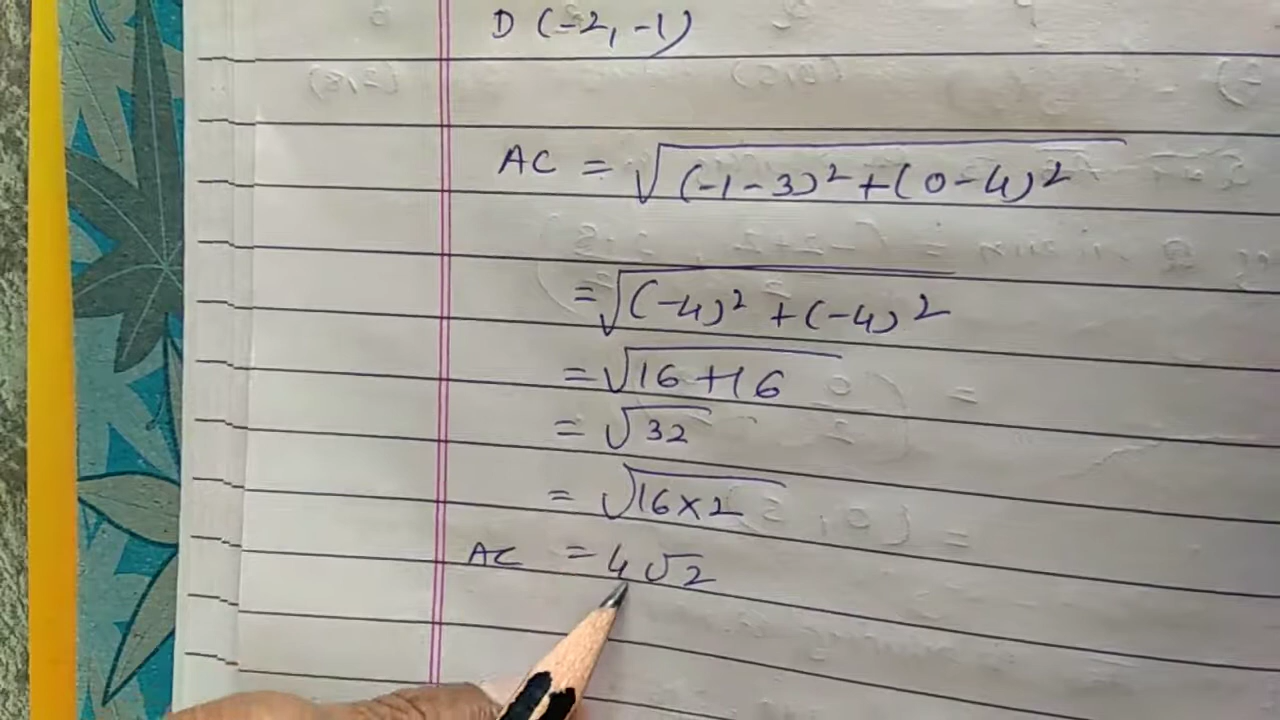 D (-2, -1)
AC = √(-1-3)² + (0-4)²
= √(-4)² + (-4)²
= √16+16
= √32
= √16×2
AC = 4√2